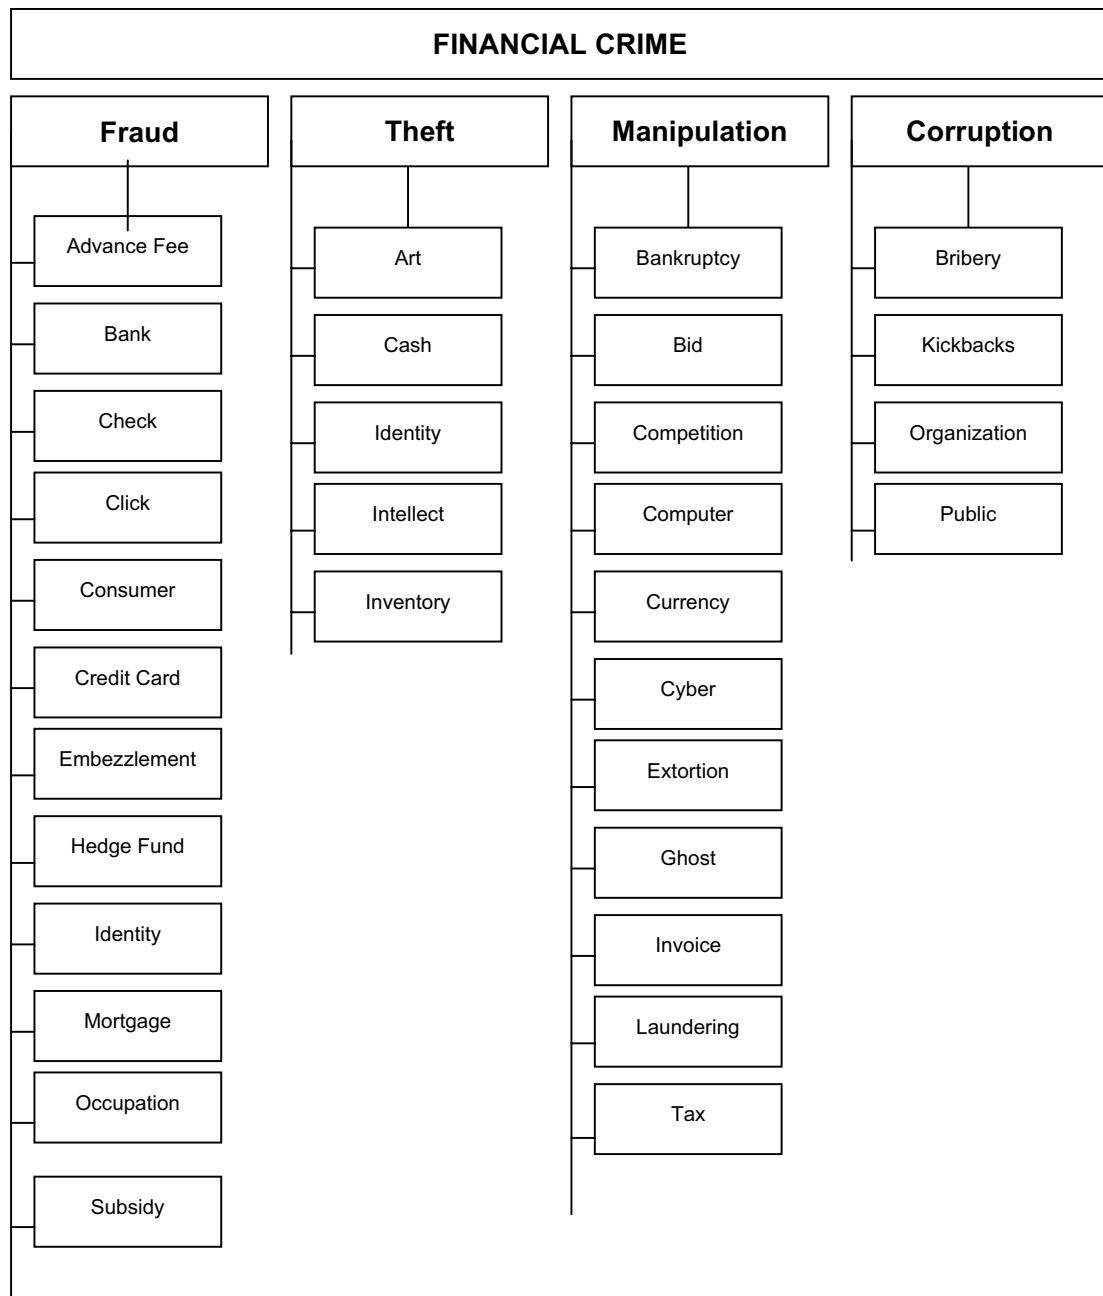 FINANCIAL CRIME
Fraud
Advance Fee
Bank
Check
Click
Consumer
Credit Card
Embezzlement
Hedge Fund
Identity
Mortgage
Occupation
Subsidy
Theft
Art
Cash
Identity
Intellect
Inventory
Manipulation
Bankruptcy
Bid
Competition
Computer
Currency
Cyber
Extortion
Ghost
Invoice
Laundering
Tax
Corruption
Bribery
Kickbacks
Organization
Public